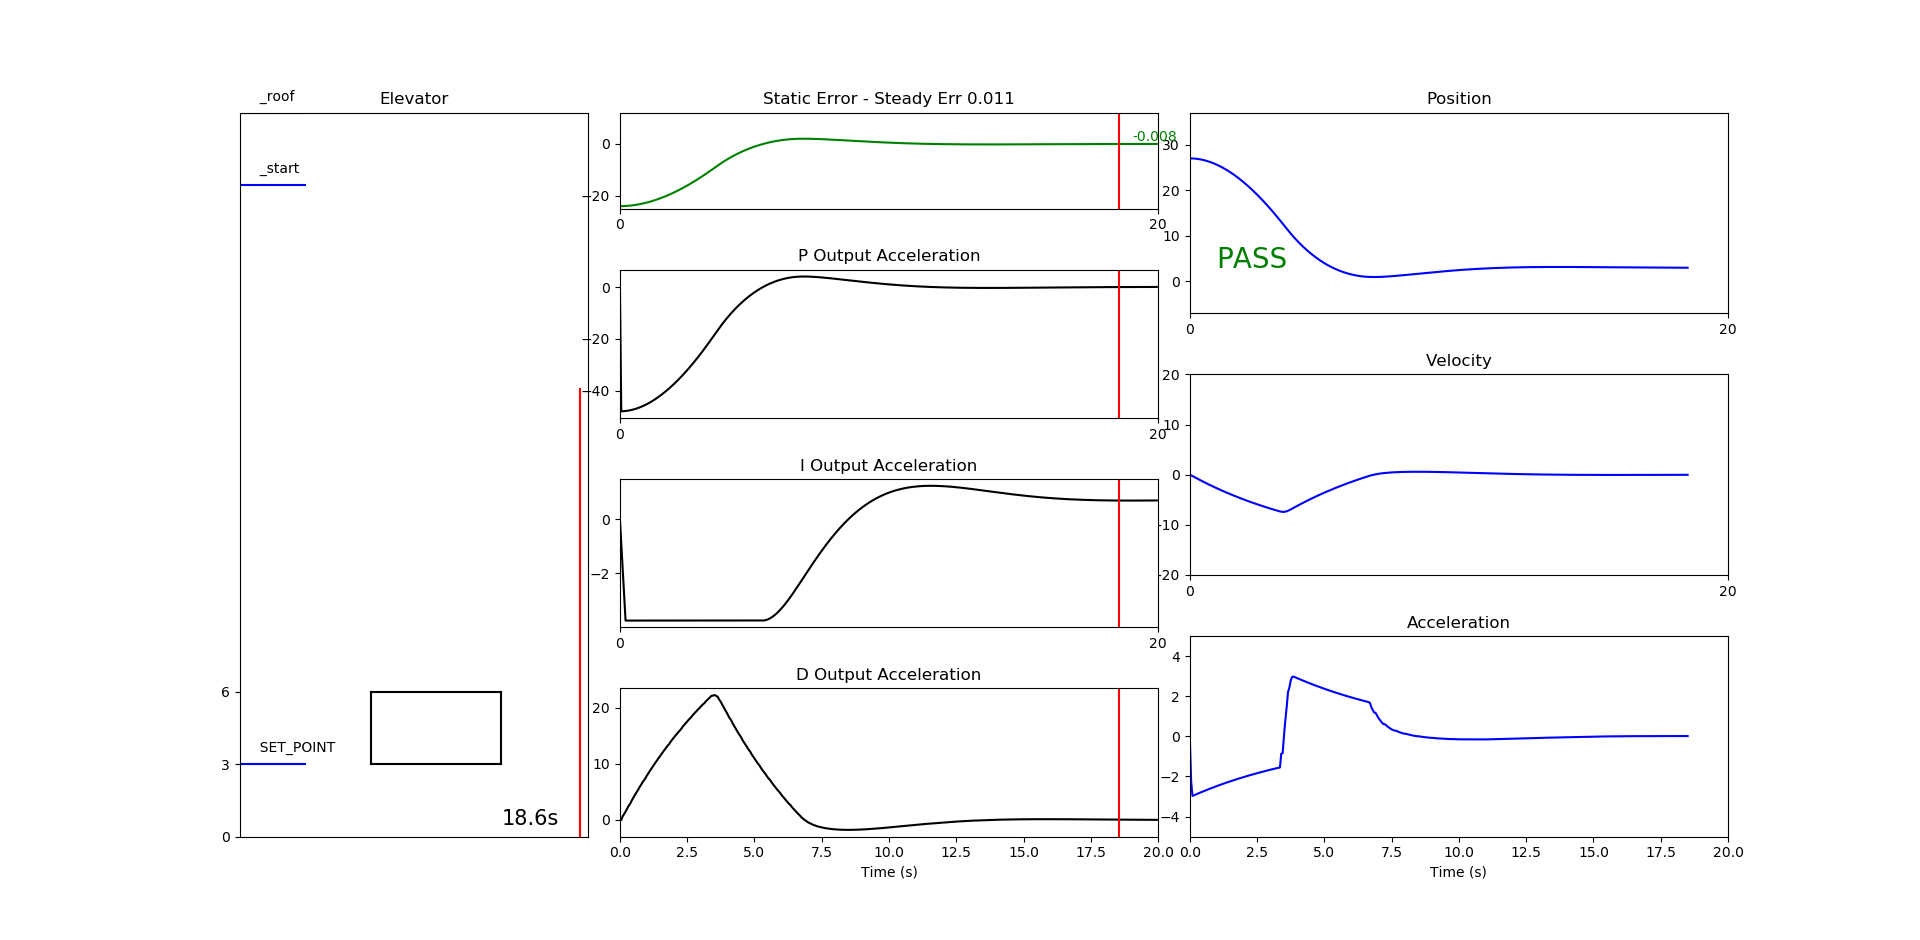 _roof
Elevator
_start
6
SET_POINT
3
18.6s
0
Static Error - Steady Err 0.011
-0.008
0
−20
0
20
P Output Acceleration
0
−20
−40
0
20
I Output Acceleration
0
−2
0
20
D Output Acceleration
20
10
0
0.0 2.5 5.0 7.5 10.0 12.5 15.0 17.5 20.0
Time (s)
Position
30
20
10
PASS
0
0
20
Velocity
20
10
0
-10
-20
0
20
Acceleration
4
2
0
−2
−4
0.0 2.5 5.0 7.5 10.0 12.5 15.0 17.5 20.0
Time (s)